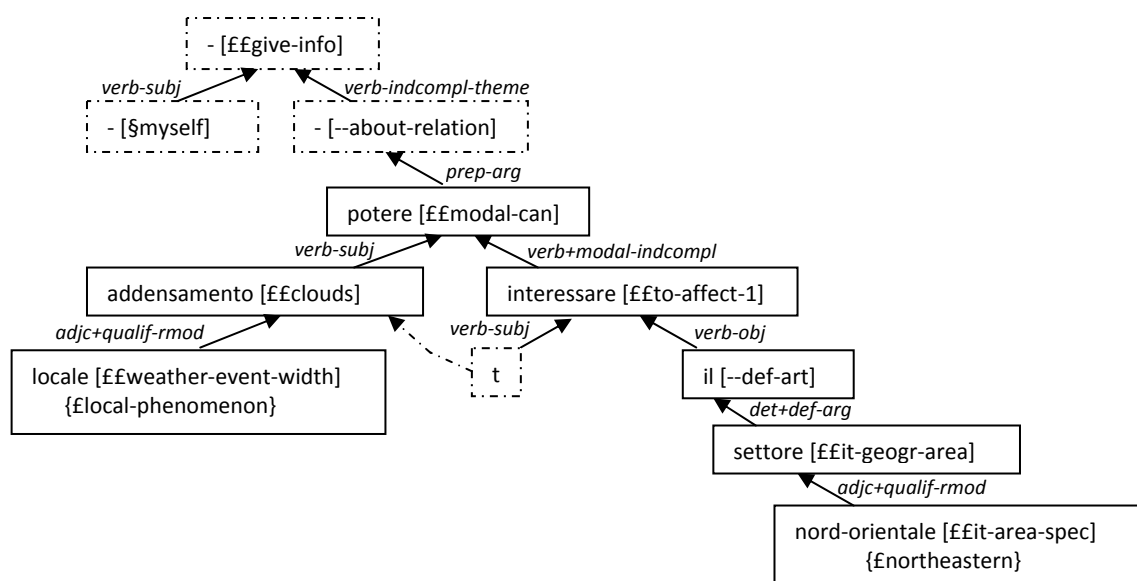 - [££give-info]
verb-subj
verb-indcompl-theme
- [§myself]
- [--about-relation]
prep-arg
potere [££modal-can]
verb-subj
verb+modal-indcompl
addensamento [££clouds]
interessare [££to-affect-1]
adjc+qualif-rmod
verb-subj
verb-obj
locale [££weather-event-width]
{£local-phenomenon}
t
il [--def-art]
det+def-arg
settore [££it-geogr-area]
adjc+qualif-rmod
nord-orientale [££it-area-spec]
{£northeastern}